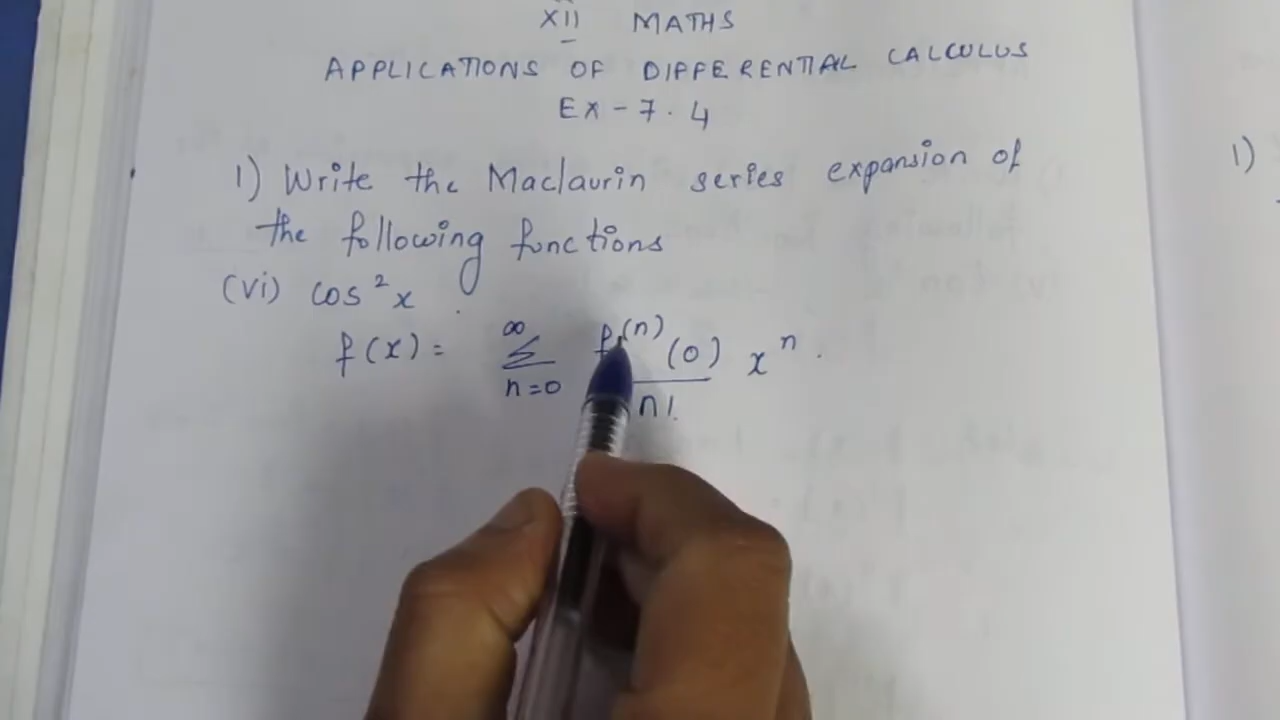 XII MATHS
APPLICATIONS OF DIFFERENTIAL CALCULUS
EX - 7.4
1) Write the Maclaurin series expansion of
the following functions
(vi) cos²x
f(x) = ∞ Σ n=0 f⁽ⁿ⁾(0) / n! xⁿ.
1)